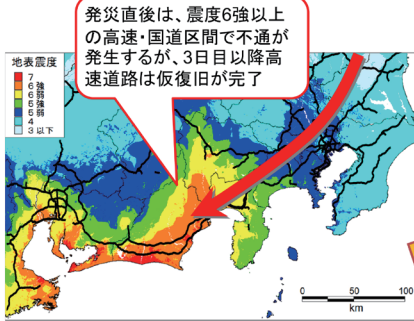 発災直後は、震度6強以上
の高速・国道区間で不通が
発生するが、3日目以降高
速道路は仮復旧が完了
地表震度
7
6強
6弱
5強
5弱
4
3以下
0 50 100
km